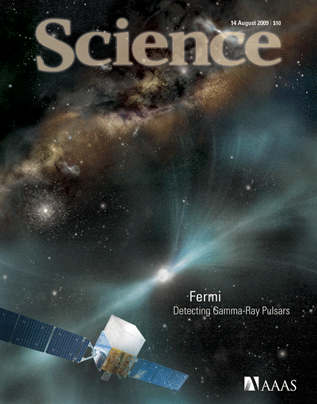 14 August 2009 | $10
Science
Fermi
Detecting Gamma-Ray Pulsars
AAAS